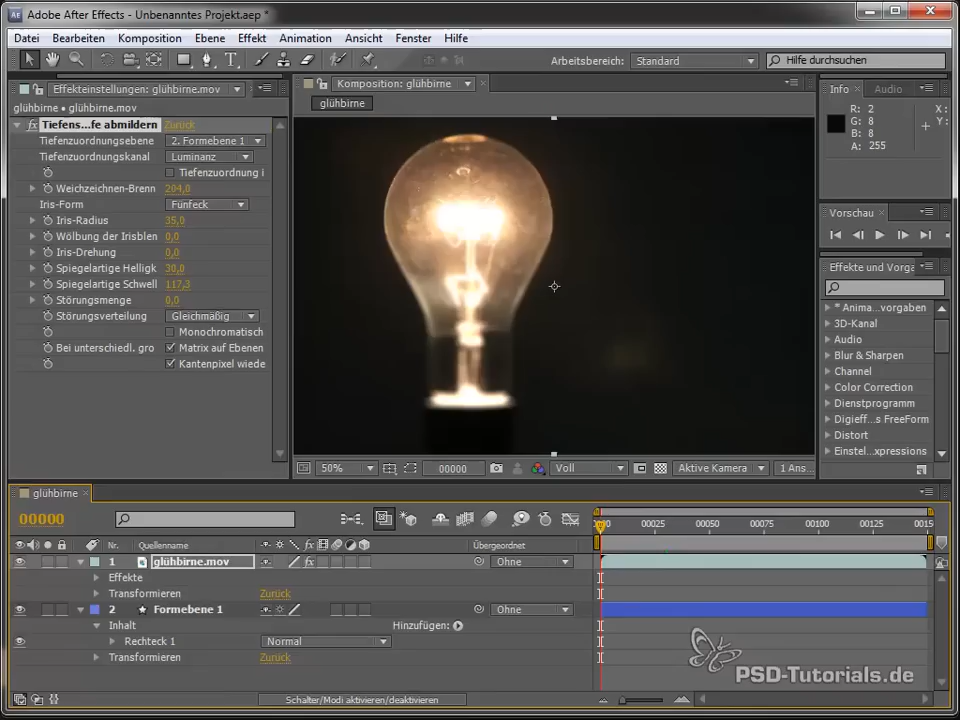 Adobe After Effects - Unbenanntes Projekt.aep *
Datei Bearbeiten Komposition Ebene Effekt Animation Ansicht Fenster Hilfe
Arbeitsbereich: Standard Hilfe durchsuchen
Effekteinstellungen: glühbirne.mov
glühbirne • glühbirne.mov
fx Tiefens...fe abmildern Zurück
Tiefenzuordnungsebene 2. Formebene 1
Tiefenzuordnungskanal Luminanz
Tiefenzuordnung i
Weichzeichnen-Brenn 204,0
Iris-Form Fünfeck
Iris-Radius 35,0
Wölbung der Irisblen 0,0
Iris-Drehung 0,0
Spiegelartige Helligk 30,0
Spiegelartige Schwell 117,3
Störungsmenge 0,0
Störungsverteilung Gleichmäßig
Monochromatisch
Bei unterschiedl. gro Matrix auf Ebenen
Kantenpixel wiede
Komposition: glühbirne
glühbirne
50% 00000 Voll Aktive Kamera 1 Ans...
Info Audio
R: 2 X:
G: 8 Y:
B: 8
A: 255
Vorschau
Effekte und Vorga
* Anima...vorgaben
3D-Kanal
Audio
Blur & Sharpen
Channel
Color Correction
Dienstprogramm
Digieff...s FreeForm
Distort
Einstel...xpressions
glühbirne
00000
Nr. Quellenname Übergeordnet
1 glühbirne.mov fx Ohne
Effekte
Transformieren Zurück
2 Formebene 1 Ohne
Inhalt Hinzufügen:
Rechteck 1 Normal
Transformieren Zurück
Schalter/Modi aktivieren/deaktivieren
00025 00050 00075 00100 00125 0015
PSD-Tutorials.de